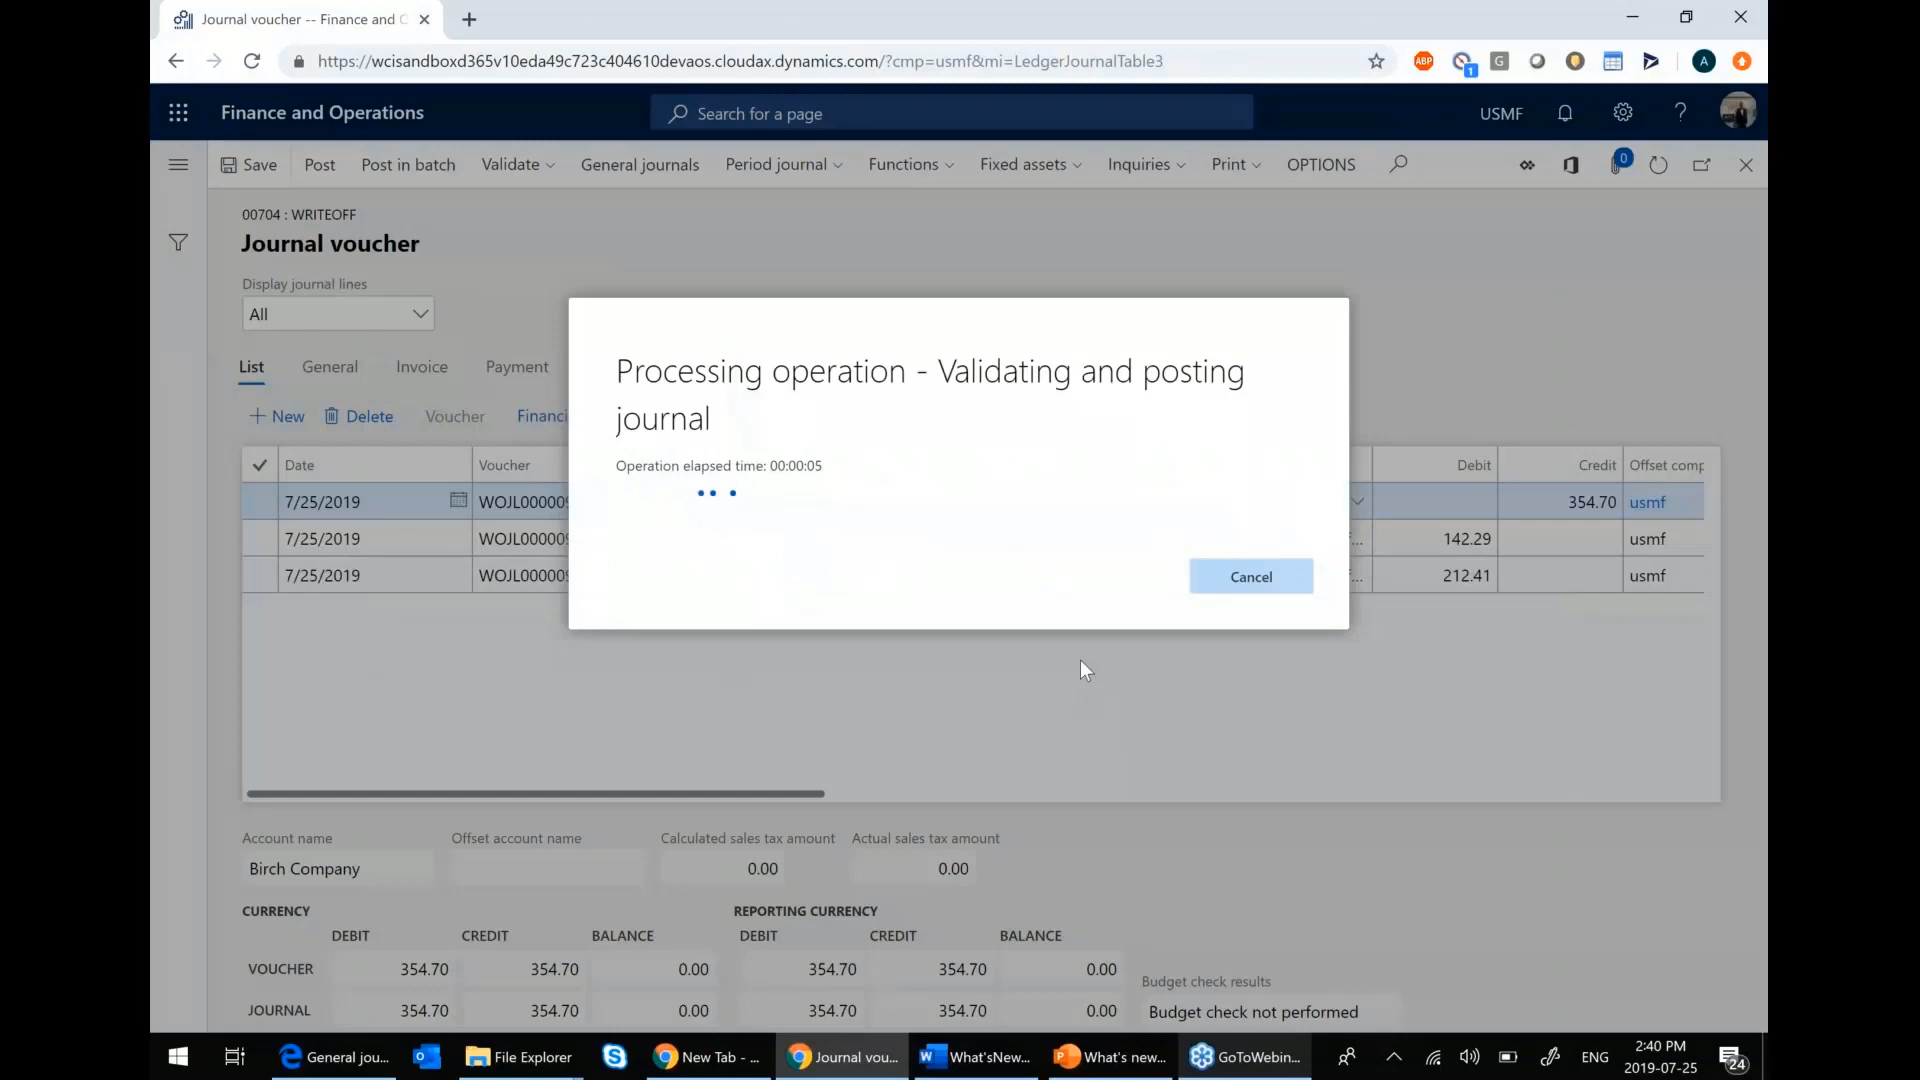 Journal voucher -- Finance and O
https://wcisandboxd365v10eda49c723c404610devaos.cloudax.dynamics.com/?cmp=usmf&mi=LedgerJournalTable3
ABP
1
G
A
Finance and Operations
Search for a page
USMF
?
Save
Post
Post in batch
Validate
General journals
Period journal
Functions
Fixed assets
Inquiries
Print
OPTIONS
0
00704 : WRITEOFF
Journal voucher
Display journal lines
All
List
General
Invoice
Payment
New
Delete
Voucher
Financi
Date
Voucher
Debit
Credit
Offset comp
7/25/2019
WOJL000009
354.70
usmf
7/25/2019
WOJL000009
142.29
usmf
7/25/2019
WOJL000009
212.41
usmf
Processing operation - Validating and posting
journal
Operation elapsed time: 00:00:05
Cancel
Account name
Offset account name
Calculated sales tax amount
Actual sales tax amount
Birch Company
0.00
0.00
CURRENCY
REPORTING CURRENCY
DEBIT
CREDIT
BALANCE
DEBIT
CREDIT
BALANCE
VOUCHER
354.70
354.70
0.00
354.70
354.70
0.00
Budget check results
JOURNAL
354.70
354.70
0.00
354.70
354.70
0.00
Budget check not performed
General jou...
File Explorer
New Tab - ...
Journal vou...
What'sNew...
What's new...
GoToWebin...
ENG
2:40 PM
2019-07-25
24